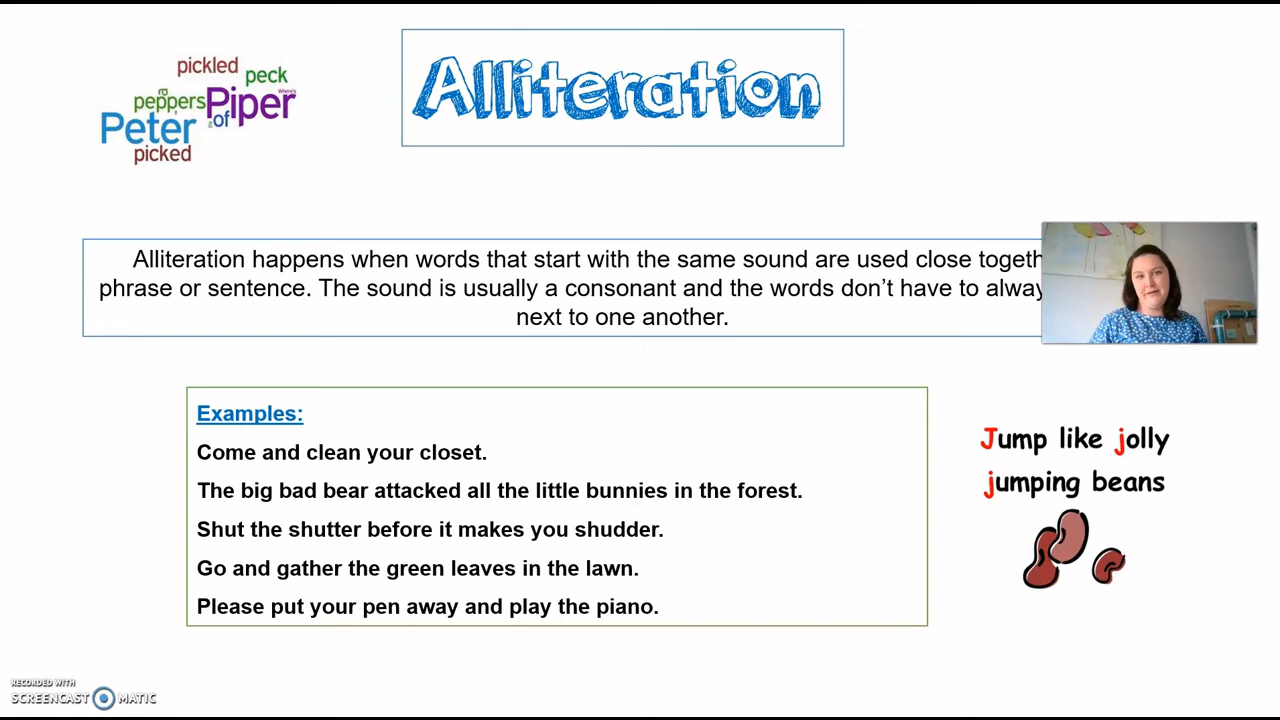 pickled
peck
peppers Piper
Where's
Peter of
picked
Alliteration
Alliteration happens when words that start with the same sound are used close
phrase or sentence. The sound is usually a consonant and the words don’t have to
next to one another.
Examples:
Come and clean your closet.
The big bad bear attacked all the little bunnies in the forest.
Shut the shutter before it makes you shudder.
Go and gather the green leaves in the lawn.
Please put your pen away and play the piano.
Jump like jolly
jumping beans
RECORDED WITH
SCREENCAST MATIC